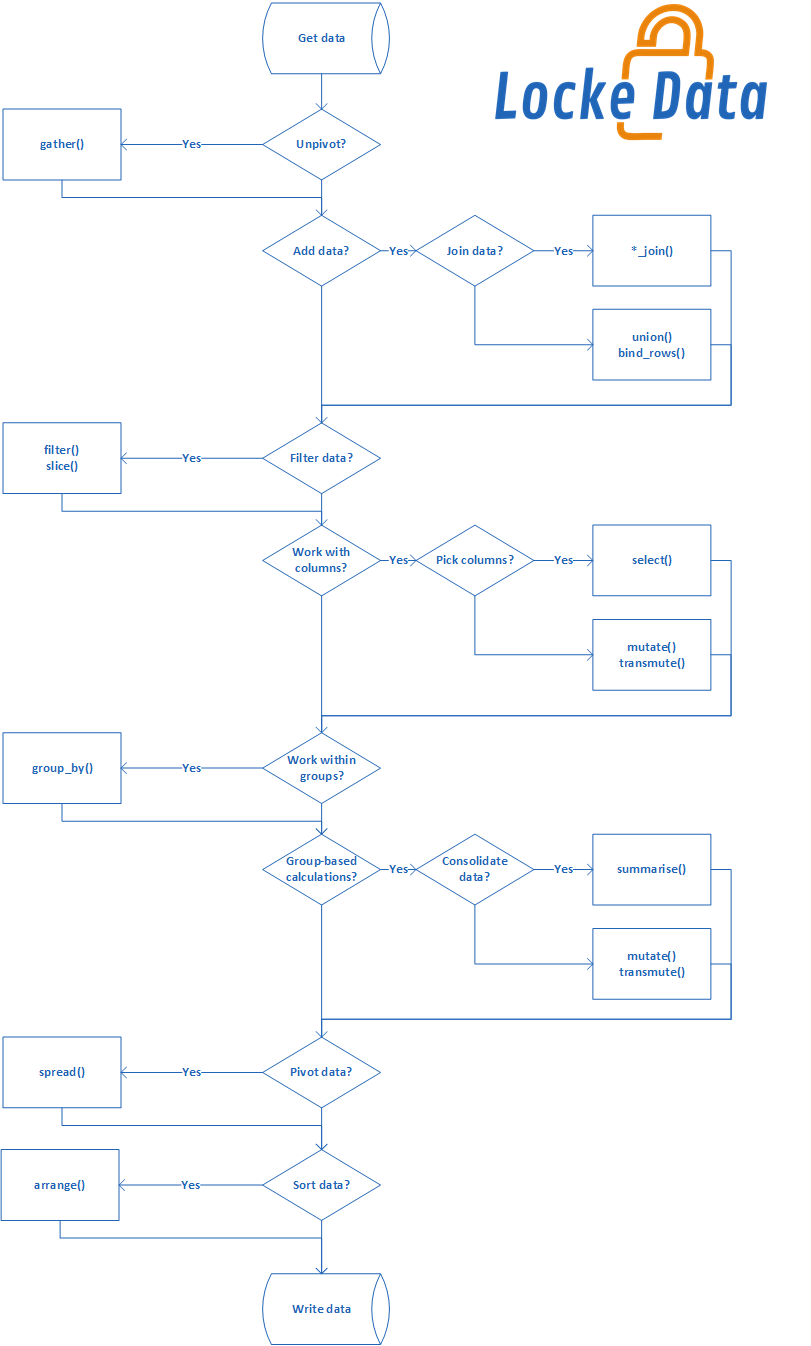 Get data
Locke Data
gather()
Yes
Unpivot?
Add data?
Yes
Join data?
Yes
*_join()
union()
bind_rows()
filter()
slice()
Yes
Filter data?
Work with
columns?
Yes
Pick columns?
Yes
select()
mutate()
transmute()
group_by()
Yes
Work within
groups?
Group-based
calculations?
Yes
Consolidate
data?
Yes
summarise()
mutate()
transmute()
spread()
Yes
Pivot data?
arrange()
Yes
Sort data?
Write data